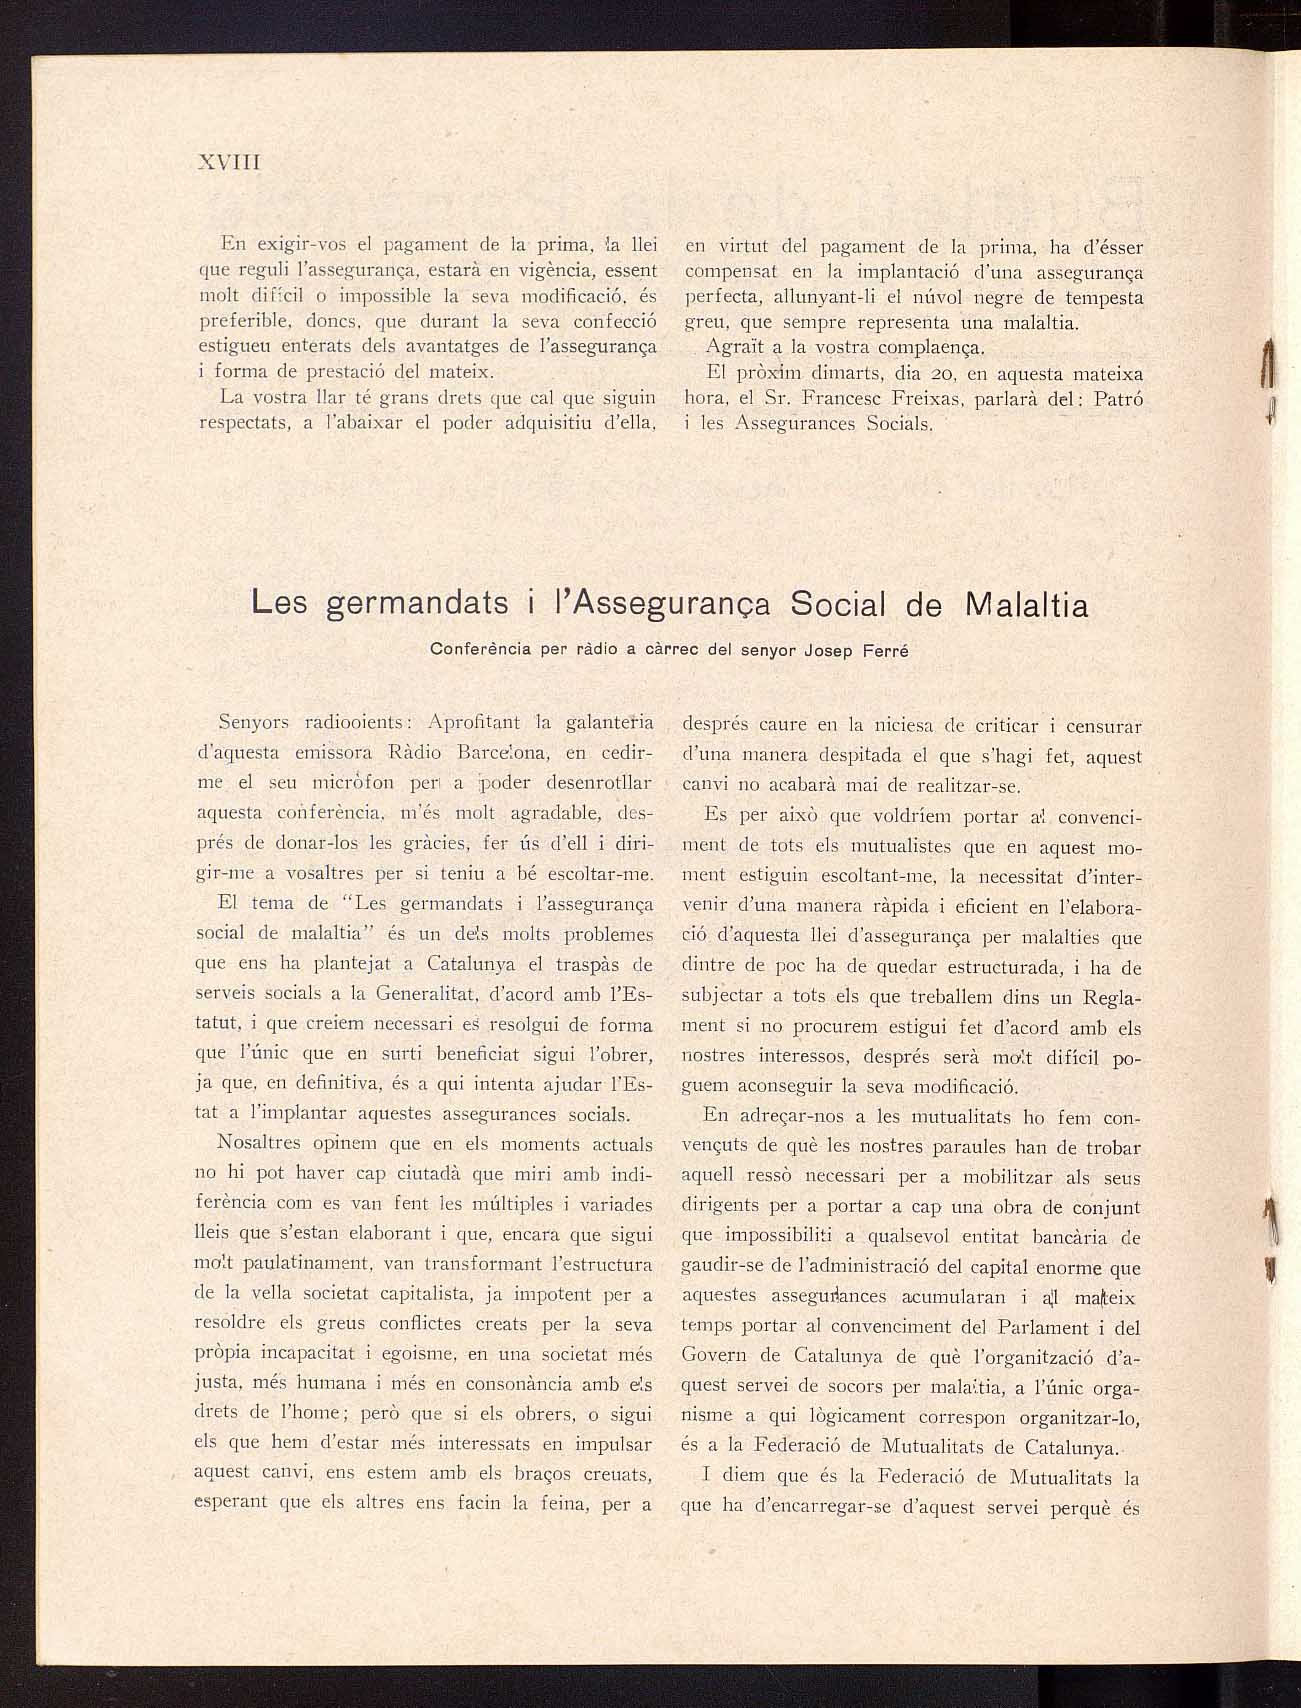 XVIII
En exigir-vos el pagament de la prima, la llei
que reguli l'assegurança, estarà en vigència, essent
molt difícil o impossible la seva modificació, és
preferible, doncs, que durant la seva confecció
estigueu enterats dels avantatges de l'assegurança
i forma de prestació del mateix.
La vostra llar té grans drets que cal que siguin
respectats, a l'abaixar el poder adquisitiu d'ella,
en virtut del pagament de la prima, ha d'ésser
compensat en la implantació d'una assegurança
perfecta, allunyant-li el núvol negre de tempesta
greu, que sempre representa una malaltia.
Agraït a la vostra complaença.
El pròxim dimarts, dia 20, en aquesta mateixa
hora, el Sr. Francesc Freixas, parlarà del: Patró
i les Assegurances Socials.
Les germandats i l'Assegurança Social de Malaltia
Conferència per ràdio a càrrec del senyor Josep Ferré
Senyors radiooients: Aprofitant la galanteria
d'aquesta emissora Ràdio Barcelona, en cedir-
me el seu micròfon per a poder desenrotllar
aquesta conferència, m'és molt agradable, des-
prés de donar-los les gràcies, fer ús d'ell i diri-
gir-me a vosaltres per si teniu a bé escoltar-me.
El tema de "Les germandats i l'assegurança
social de malaltia" és un dels molts problemes
que ens ha plantejat a Catalunya el traspàs de
serveis socials a la Generalitat, d'acord amb l'Es-
tatut, i que creiem necessari es resolgui de forma
que l'únic que en surti beneficiat sigui l'obrer,
ja que, en definitiva, és a qui intenta ajudar l'Es-
tat a l'implantar aquestes assegurances socials.
Nosaltres opinem que en els moments actuals
no hi pot haver cap ciutadà que miri amb indi-
ferència com es van fent les múltiples i variades
lleis que s'estan elaborant i que, encara que sigui
molt paulatinament, van transformant l'estructura
de la vella societat capitalista, ja impotent per a
resoldre els greus conflictes creats per la seva
pròpia incapacitat i egoisme, en una societat més
justa, més humana i més en consonància amb els
drets de l'home; però que si els obrers, o sigui
els que hem d'estar més interessats en impulsar
aquest canvi, ens estem amb els braços creuats,
esperant que els altres ens facin la feina, per a
després caure en la niciesa de criticar i censurar
d'una manera despitada el que s'hagi fet, aquest
canvi no acabarà mai de realitzar-se.
Es per això que voldríem portar al convenci-
ment de tots els mutualistes que en aquest mo-
ment estiguin escoltant-me, la necessitat d'inter-
venir d'una manera ràpida i eficient en l'elabora-
ció d'aquesta llei d'assegurança per malalties que
dintre de poc ha de quedar estructurada, i ha de
subjectar a tots els que treballem dins un Regla-
ment si no procurem estigui fet d'acord amb els
nostres interessos, després serà molt difícil po-
guem aconseguir la seva modificació.
En adreçar-nos a les mutualitats ho fem con-
vençuts de què les nostres paraules han de trobar
aquell ressò necessari per a mobilitzar als seus
dirigents per a portar a cap una obra de conjunt
que impossibiliti a qualsevol entitat bancària de
gaudir-se de l'administració del capital enorme que
aquestes assegurances acumularan i al mateix
temps portar al convenciment del Parlament i del
Govern de Catalunya de què l'organització d'a-
quest servei de socors per malaltia, a l'únic orga-
nisme a qui lògicament correspon organitzar-lo,
és a la Federació de Mutualitats de Catalunya.
I diem que és la Federació de Mutualitats la
que ha d'encarregar-se d'aquest servei perquè és